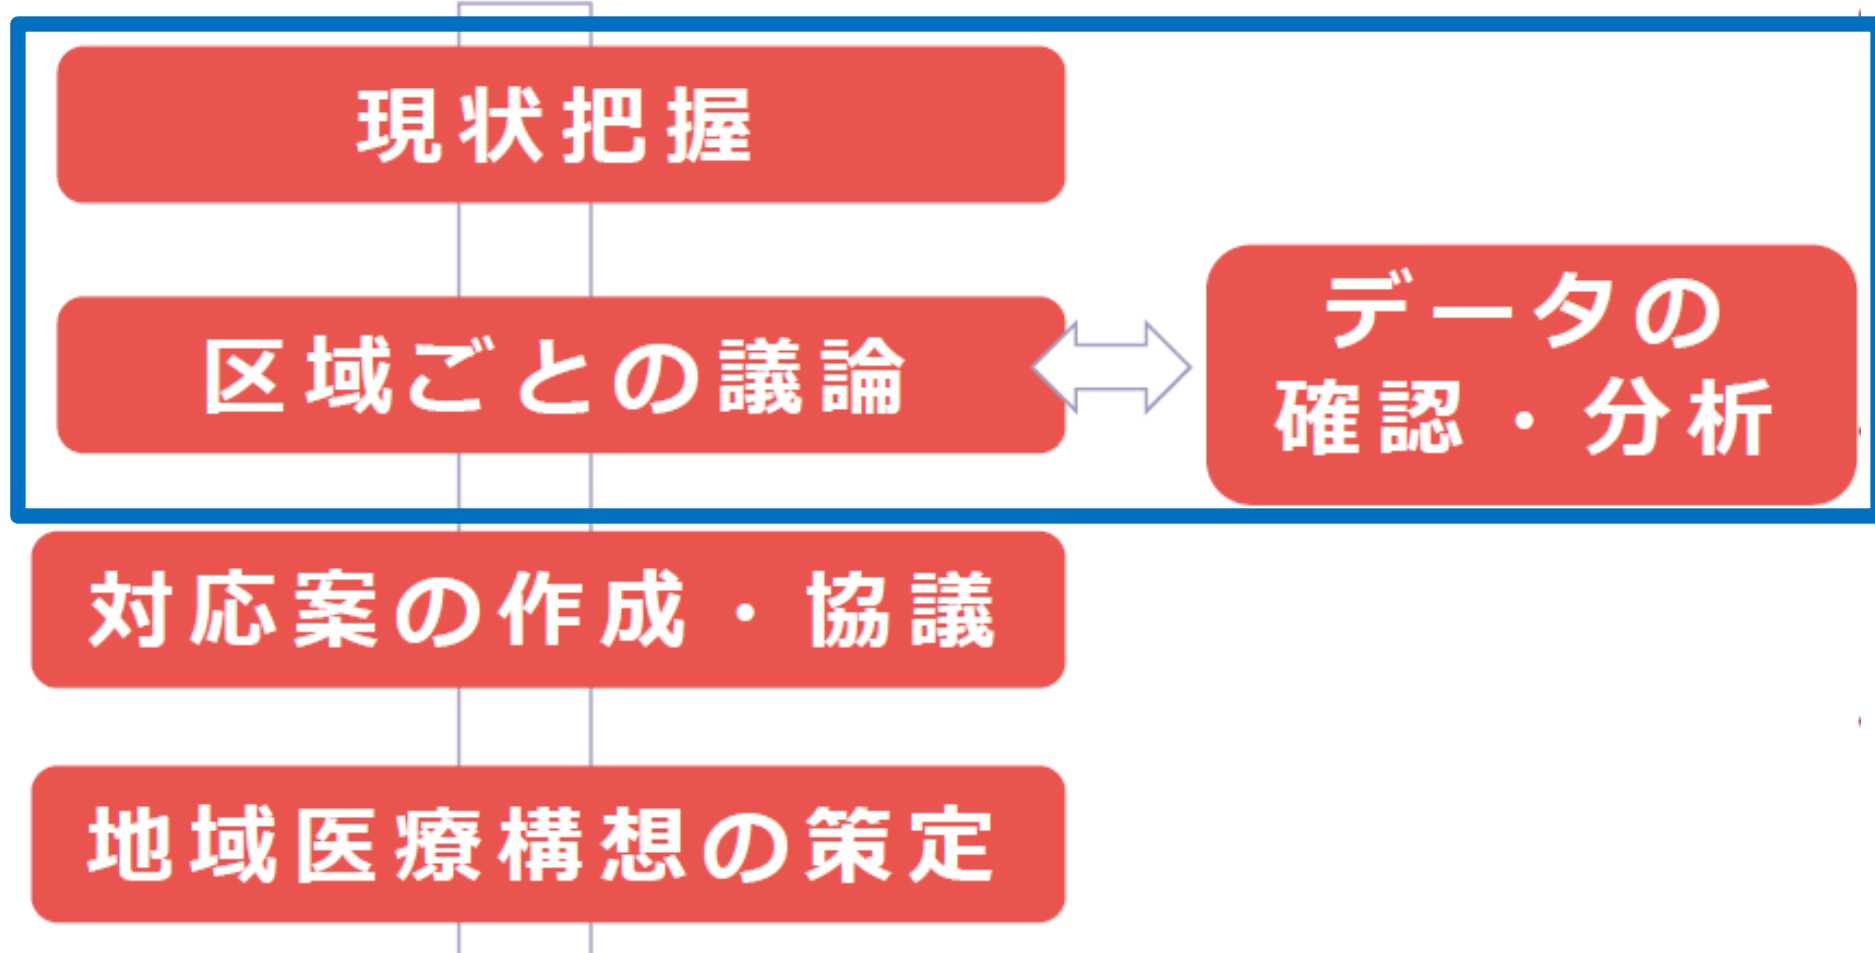 現状把握
区域ごとの議論
データの
確認・分析
対応案の作成・協議
地域医療構想の策定